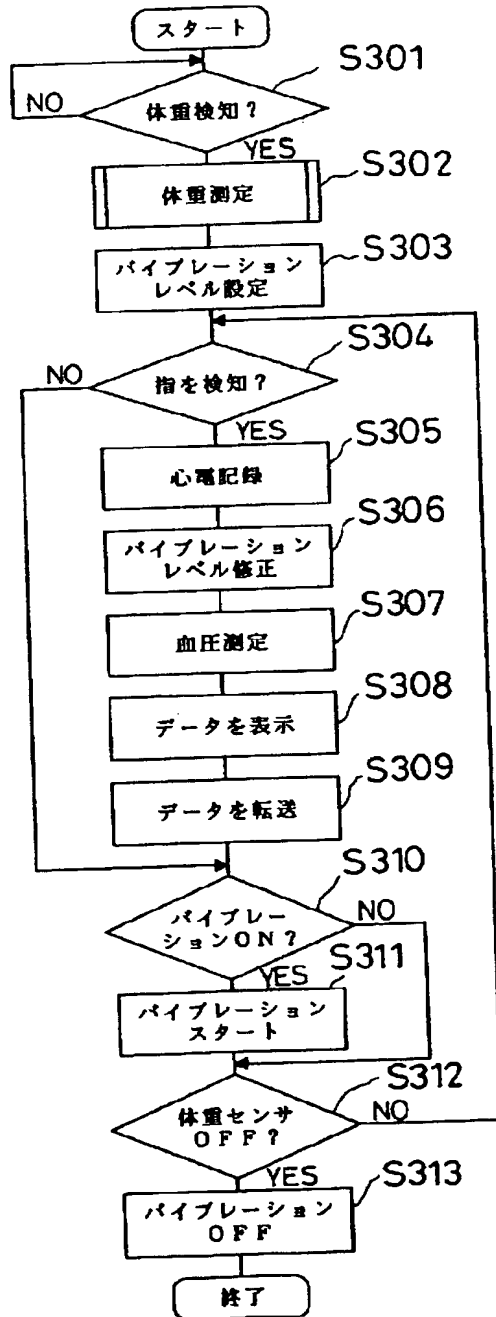 スタート
S301
体重検知?
NO
YES
S302
体重測定
S303
バイブレーション
レベル設定
S304
指を検知?
NO
YES
S305
心電記録
S306
バイブレーション
レベル修正
S307
血圧測定
S308
データを表示
S309
データを転送
S310
バイブレー
ションON?
NO
YES
S311
バイブレーション
スタート
S312
体重センサ
OFF?
NO
YES
S313
バイブレーション
OFF
終了